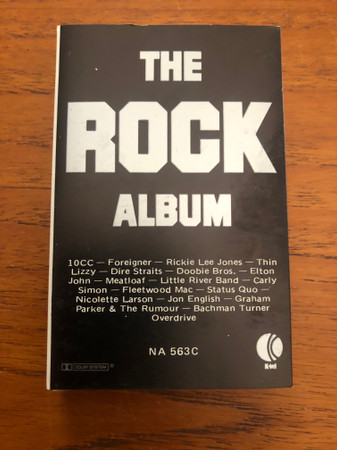 THE
ROCK
ALBUM
10CC — Foreigner — Rickie Lee Jones — Thin
Lizzy — Dire Straits — Doobie Bros. — Elton
John — Meatloaf — Little River Band — Carly
Simon — Fleetwood Mac — Status Quo —
Nicolette Larson — Jon English — Graham
Parker & The Rumour — Bachman Turner
Overdrive
NA 563C
K-tel
DOLBY SYSTEM ®